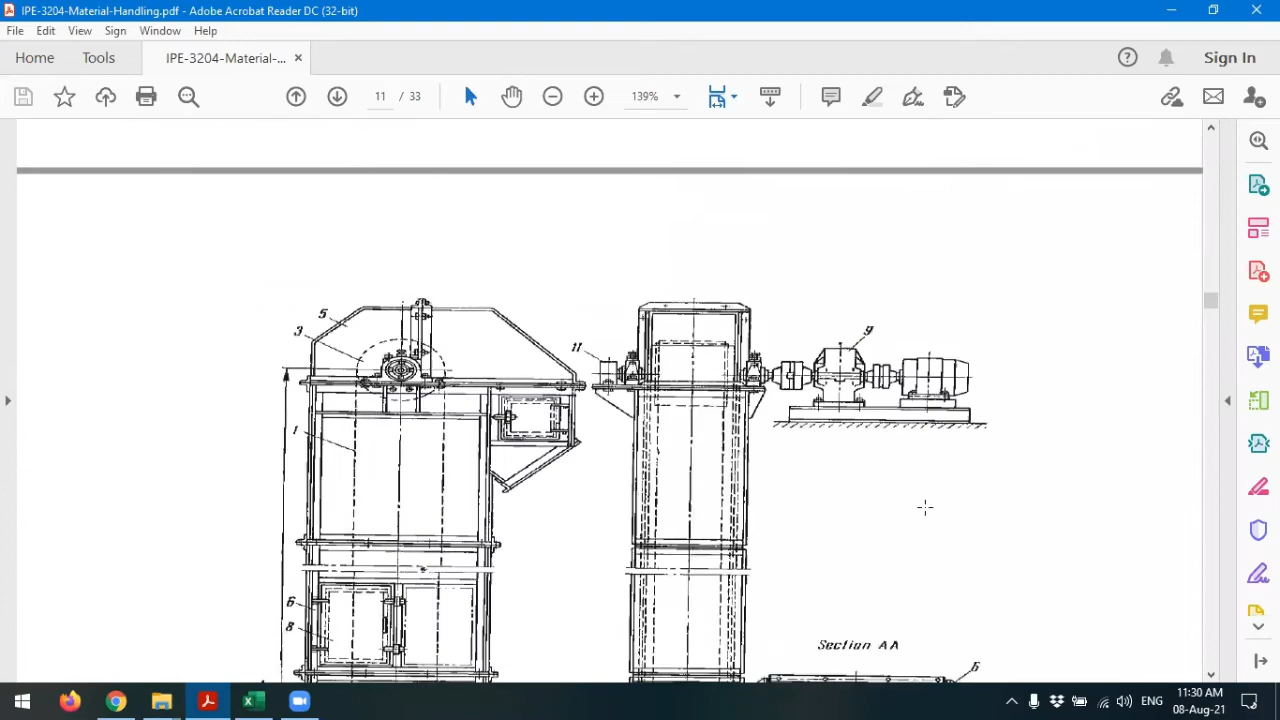 IPE-3204-Material-Handling.pdf - Adobe Acrobat Reader DC (32-bit)
File Edit View Sign Window Help
Home Tools IPE-3204-Material-... × Sign In
11 / 33 139%
5
3
11
9
1
6
8
Section AA
6
ENG
11:30 AM
08-Aug-21